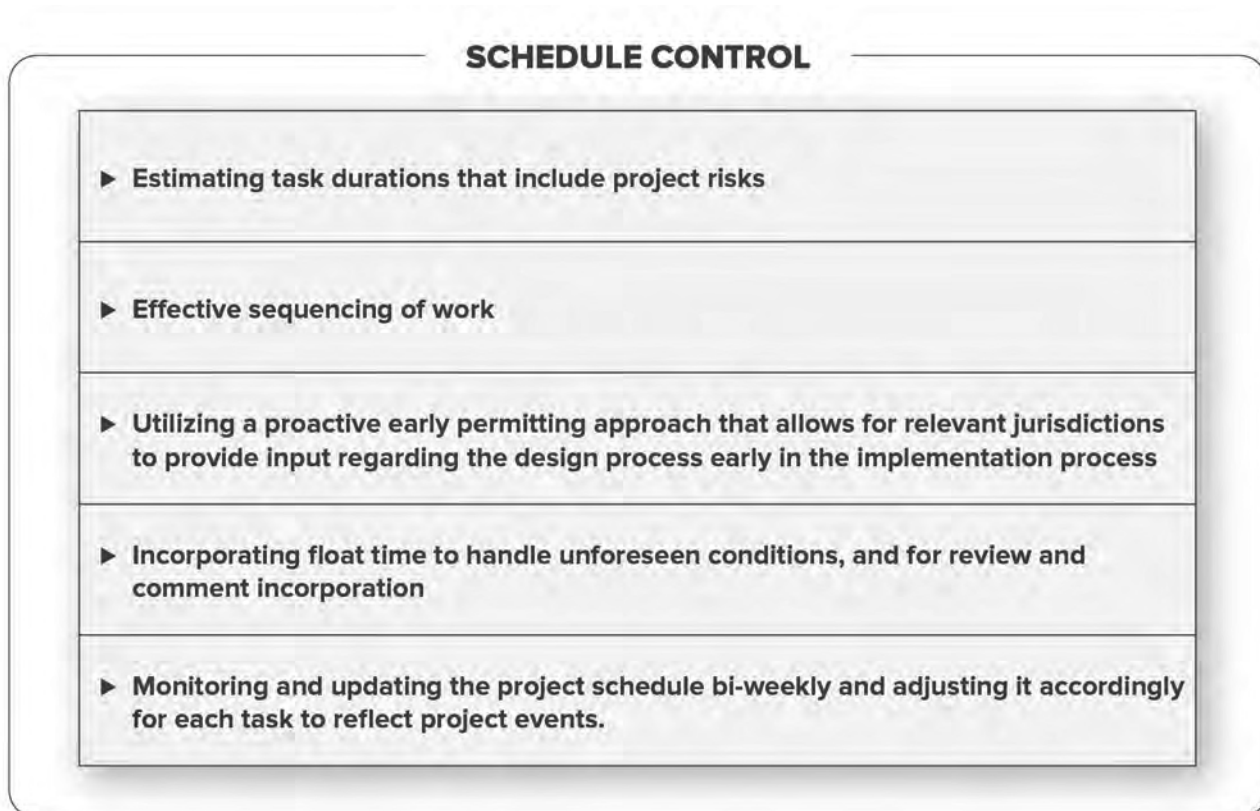 SCHEDULE CONTROL
▶ Estimating task durations that include project risks
▶ Effective sequencing of work
▶ Utilizing a proactive early permitting approach that allows for relevant jurisdictions
to provide input regarding the design process early in the implementation process
▶ Incorporating float time to handle unforeseen conditions, and for review and
comment incorporation
▶ Monitoring and updating the project schedule bi-weekly and adjusting it accordingly
for each task to reflect project events.